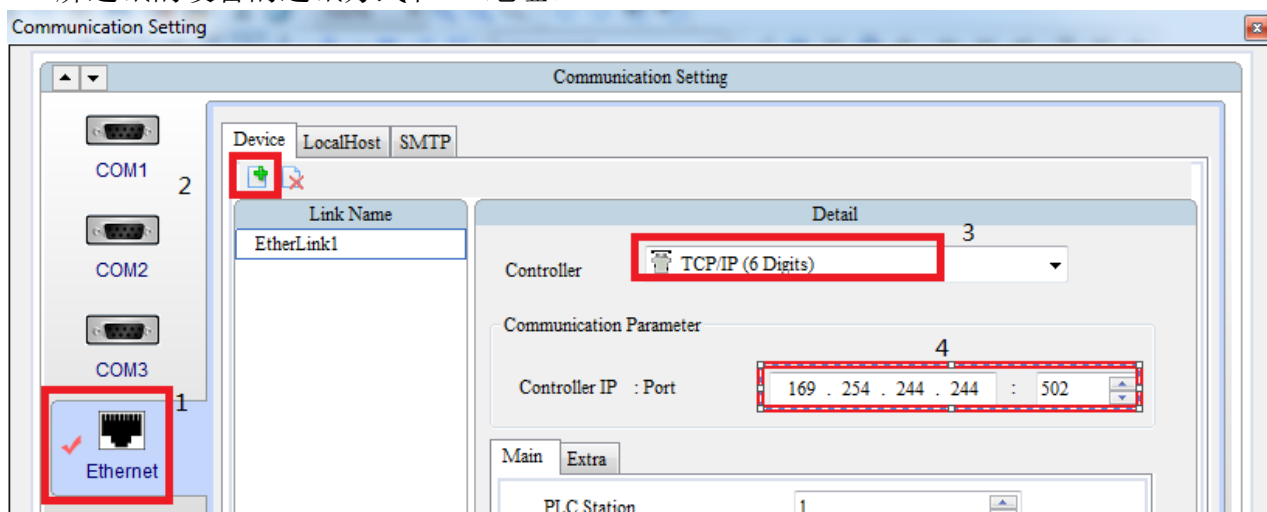 Communication Setting
Communication Setting
COM1
2
COM2
COM3
1
Ethernet
Device LocalHost SMTP
Link Name
EtherLink1
Detail
3
Controller TCP/IP (6 Digits)
Communication Parameter
4
Controller IP : Port 169 . 254 . 244 . 244 : 502
Main Extra
PLC Station 1